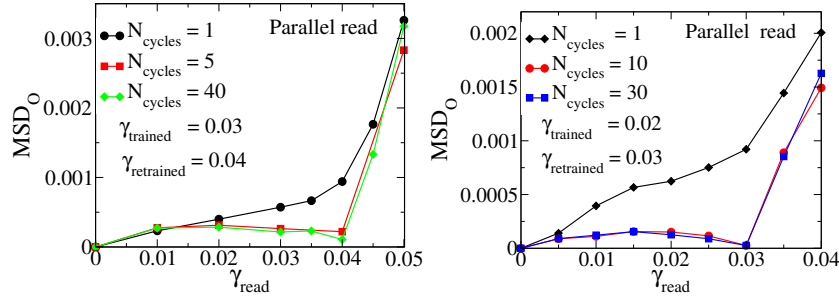 Parallel read
N_cycles = 1
N_cycles = 5
N_cycles = 40
γ_trained = 0.03
γ_retrained = 0.04
MSD_O
0.003
0.002
0.001
0
0 0.01 0.02 0.03 0.04 0.05
γ_read
Parallel read
N_cycles = 1
N_cycles = 10
N_cycles = 30
γ_trained = 0.02
γ_retrained = 0.03
MSD_O
0.002
0.0015
0.001
0.0005
0
0 0.01 0.02 0.03 0.04
γ_read